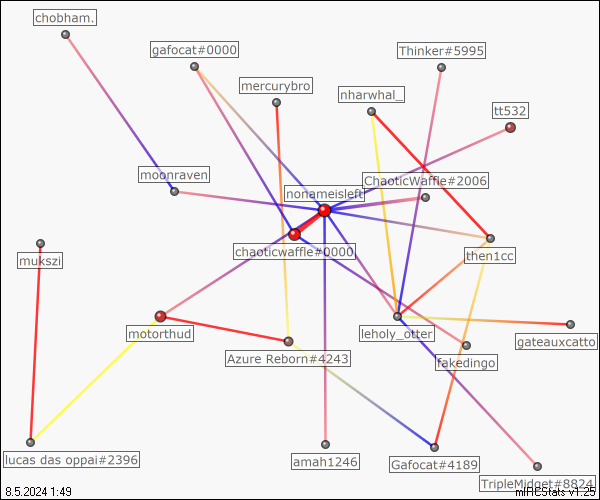 chobham.
gafocat#0000
Thinker#5995
mercurybro
nharwhal_
tt532
moonraven
ChaoticWaffle#2006
nonameisleft
mukszi
chaoticwaffle#0000
then1cc
motorthud
leholy_otter
gateauxcatto
Azure Reborn#4243
fakedingo
lucas das oppai#2396
amah1246
Gafocat#4189
TripleMidget#8824
8.5.2024 1:49
mIRCStats v1.25